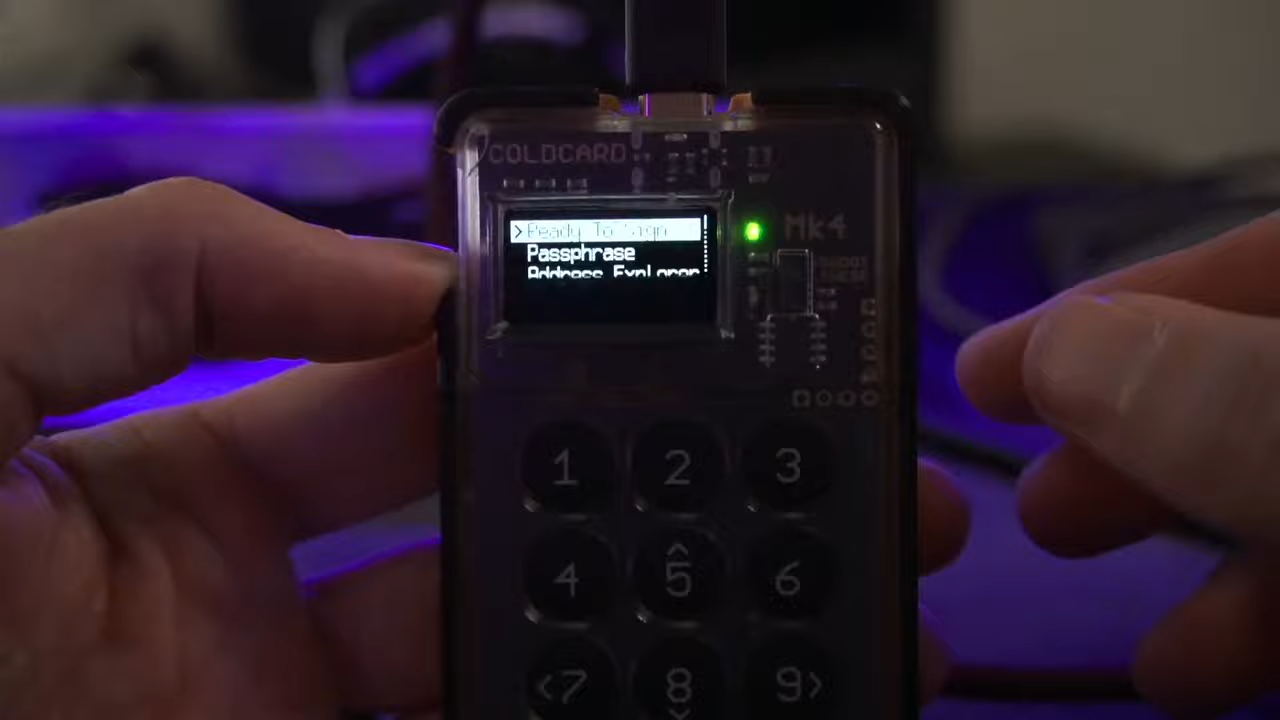 COLDCARD
>Ready To Sign
Mk4
Passphrase
Address Explorer
1 2 3
4 5 6
<7 8 9>